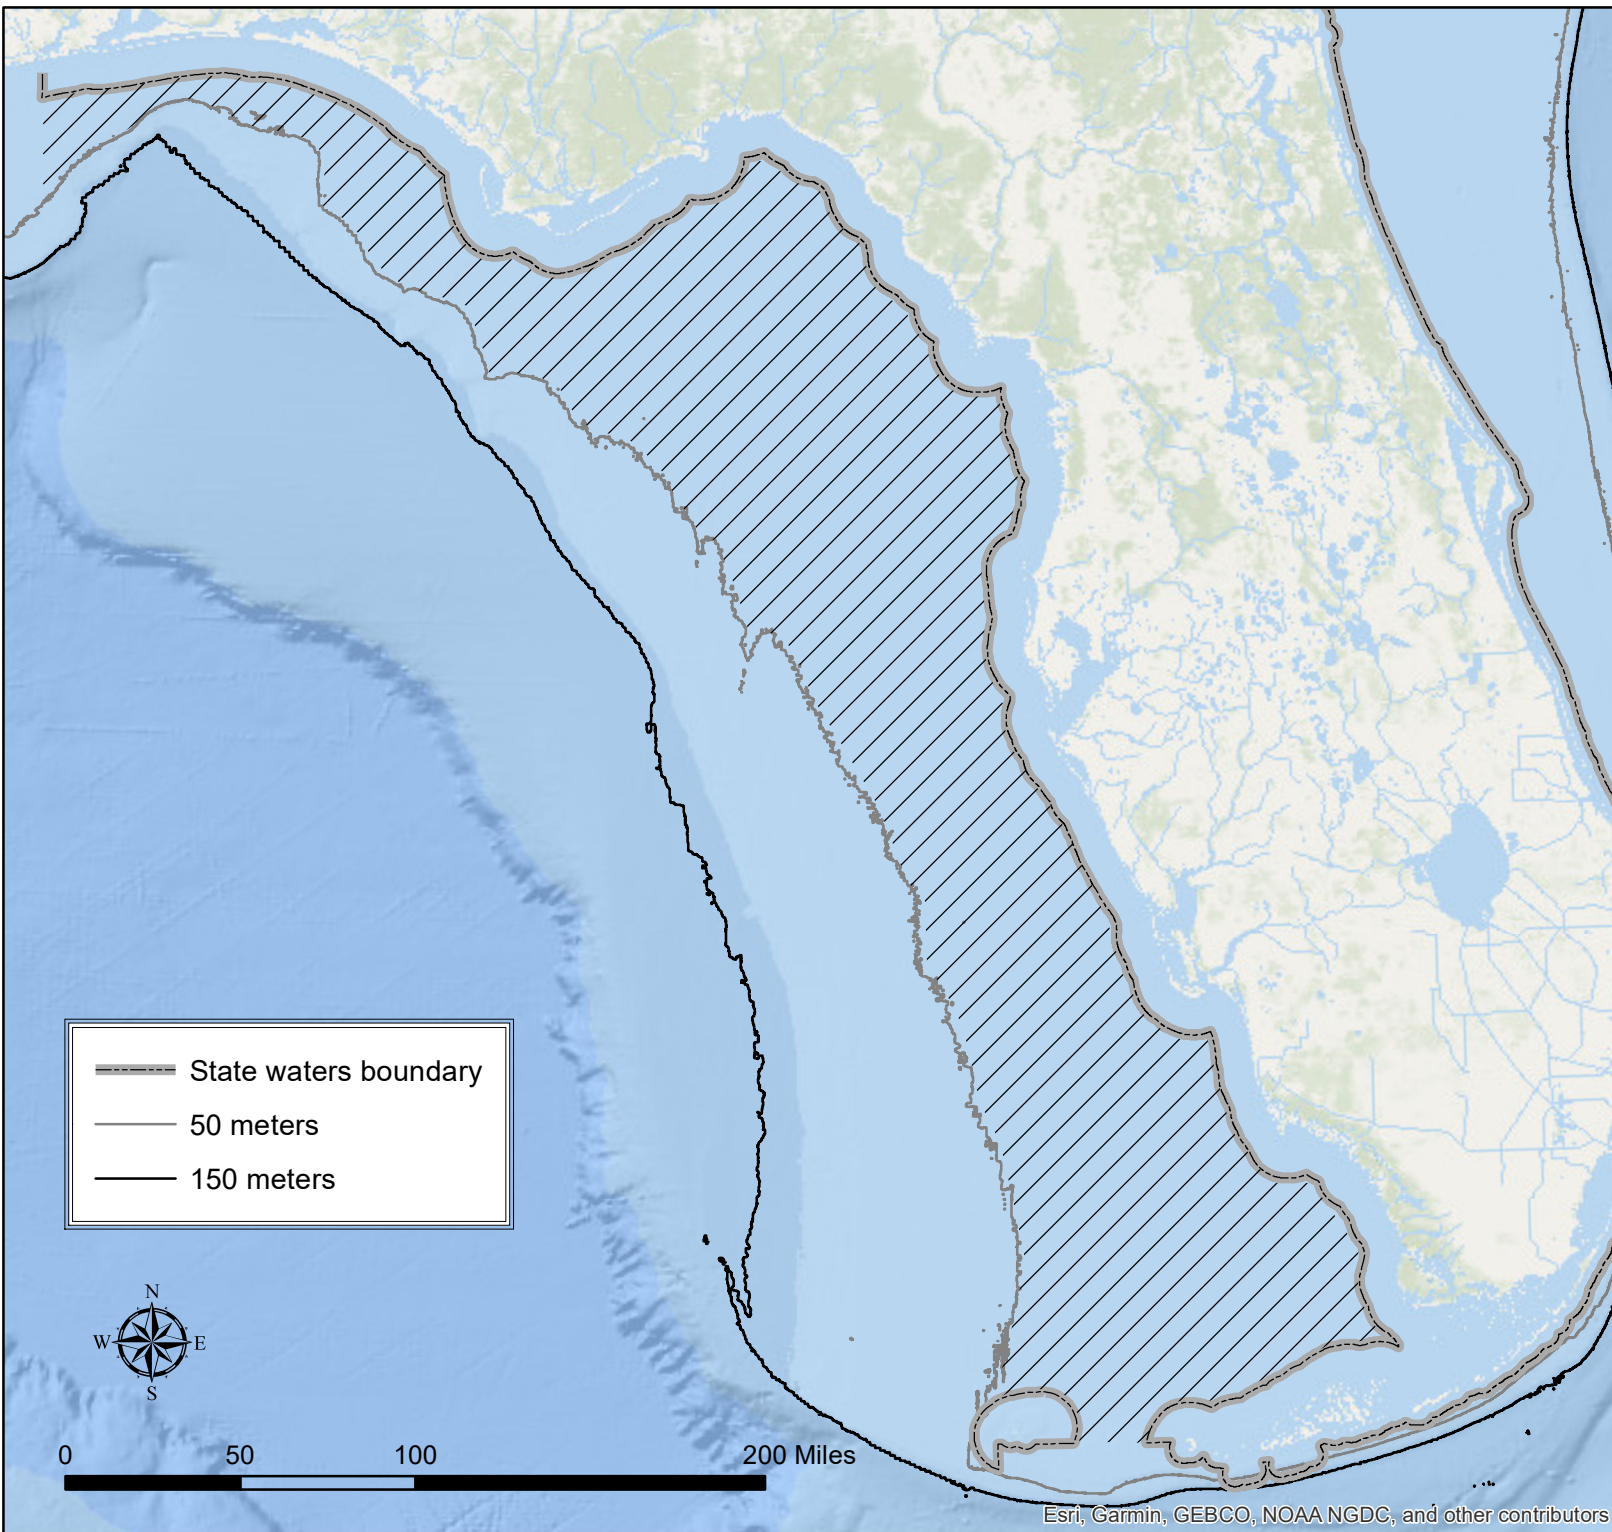 State waters boundary
50 meters
150 meters
N
W E
S
0 50 100 200 Miles
Esri, Garmin, GEBCO, NOAA NGDC, and other contributors